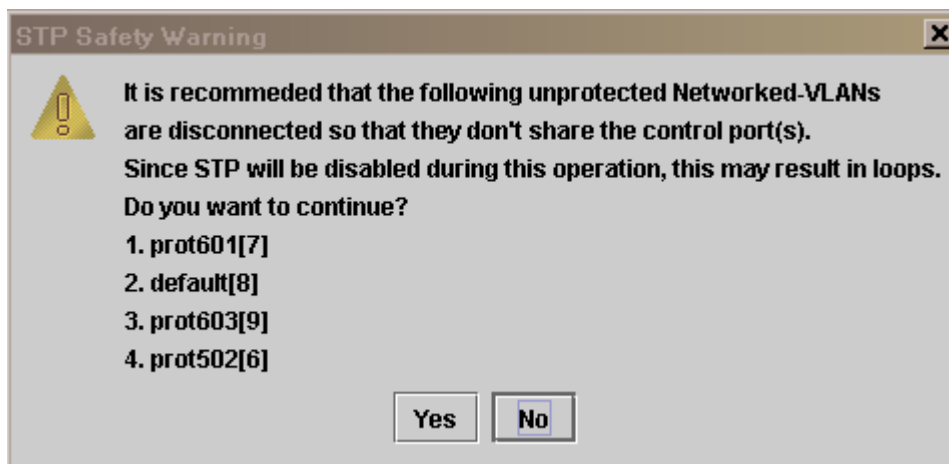 STP Safety Warning
It is recommeded that the following unprotected Networked-VLANs
are disconnected so that they don't share the control port(s).
Since STP will be disabled during this operation, this may result in loops.
Do you want to continue?
1. prot601[7]
2. default[8]
3. prot603[9]
4. prot502[6]
Yes No